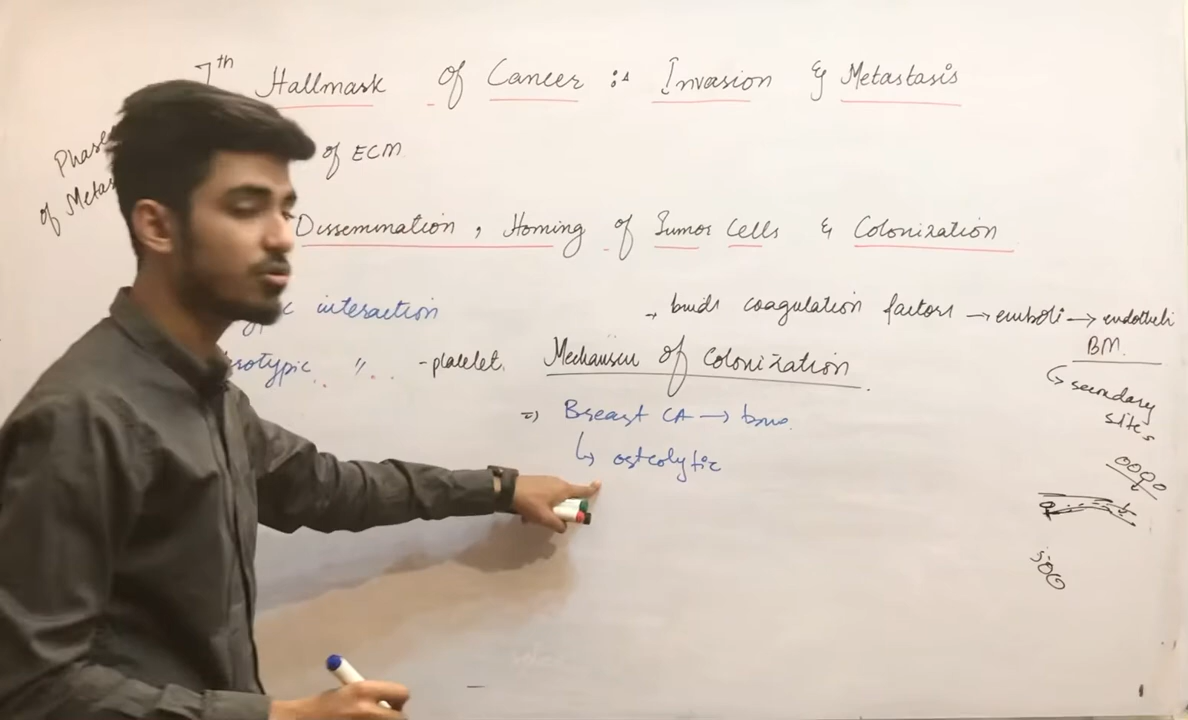 7th Hallmark of Cancer : Invasion & Metastasis
Phase
of Metas
of ECM
Dissemination, Homing of Tumor Cells & Colonization
interaction
→ binds coagulation factors → emboli → endotheli
BM.
rotypic " - platelet.
Mechanism of Colonization
↳ secondary
sites
⇒ Breast CA → bone.
↳ osteolytic